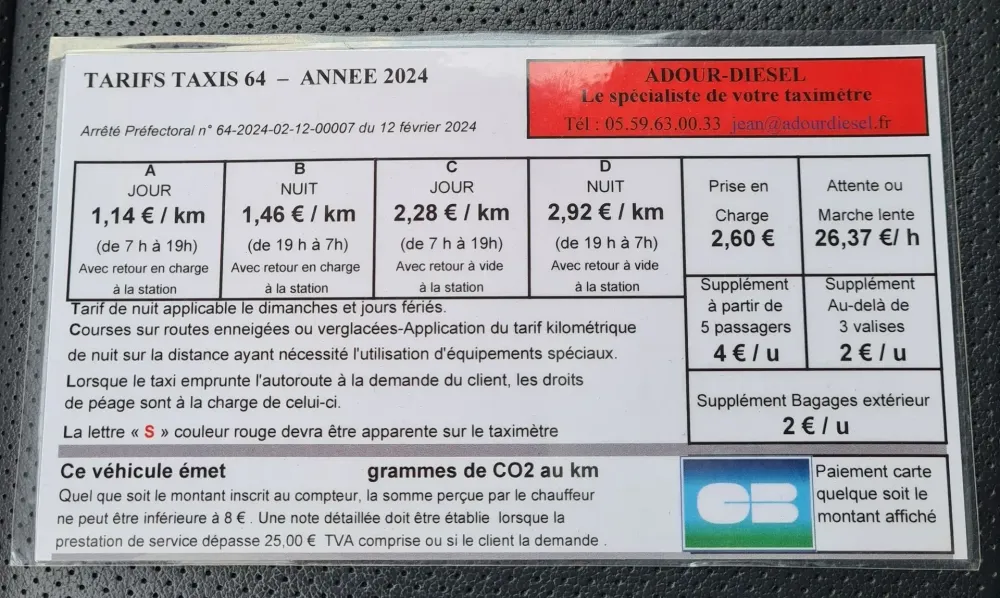 TARIFS TAXIS 64 – ANNEE 2024
Arrêté Préfectoral n° 64-2024-02-12-00007 du 12 février 2024
ADOUR-DIESEL
Le spécialiste de votre taximètre
Tél : 05.59.63.00.33 jean@adourdiesel.fr
A
JOUR
1,14 € / km
(de 7 h à 19h)
Avec retour en charge
à la station
B
NUIT
1,46 € / km
(de 19 h à 7h)
Avec retour en charge
à la station
C
JOUR
2,28 € / km
(de 7 h à 19h)
Avec retour à vide
à la station
D
NUIT
2,92 € / km
(de 19 h à 7h)
Avec retour à vide
à la station
Prise en
Charge
2,60 €
Attente ou
Marche lente
26,37 €/ h
Supplément
à partir de
5 passagers
4 € / u
Supplément
Au-delà de
3 valises
2 € / u
Supplément Bagages extérieur
2 € / u
Tarif de nuit applicable le dimanches et jours fériés.
Courses sur routes enneigées ou verglacées-Application du tarif kilométrique
de nuit sur la distance ayant nécessité l'utilisation d'équipements spéciaux.
Lorsque le taxi emprunte l'autoroute à la demande du client, les droits
de péage sont à la charge de celui-ci.
La lettre « S » couleur rouge devra être apparente sur le taximètre
Ce véhicule émet grammes de CO2 au km
Quel que soit le montant inscrit au compteur, la somme perçue par le chauffeur
ne peut être inférieure à 8 € . Une note détaillée doit être établie lorsque la
prestation de service dépasse 25,00 € TVA comprise ou si le client la demande .
CB
Paiement carte
quelque soit le
montant affiché